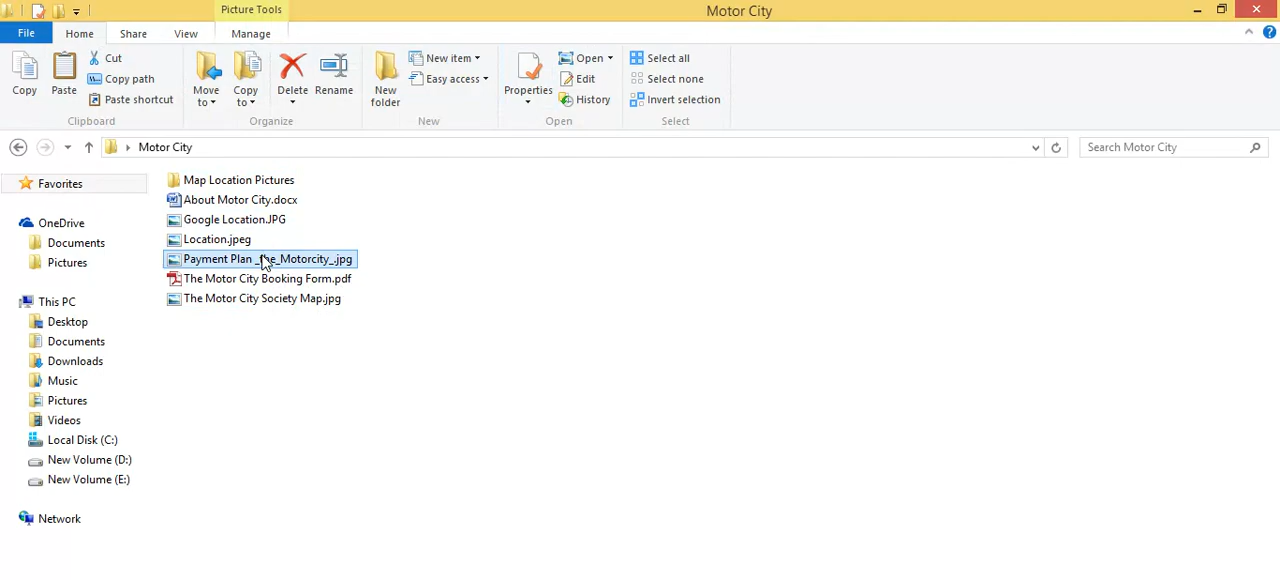 Picture Tools
Motor City
File
Home
Share
View
Manage
Copy
Paste
Cut
Copy path
Paste shortcut
Clipboard
Move to
Copy to
Delete
Rename
Organize
New folder
New item
Easy access
New
Properties
Open
Edit
History
Open
Select all
Select none
Invert selection
Select
Motor City
Search Motor City
Favorites
OneDrive
Documents
Pictures
This PC
Desktop
Documents
Downloads
Music
Pictures
Videos
Local Disk (C:)
New Volume (D:)
New Volume (E:)
Network
Map Location Pictures
About Motor City.docx
Google Location.JPG
Location.jpeg
Payment Plan _the_Motorcity_.jpg
The Motor City Booking Form.pdf
The Motor City Society Map.jpg